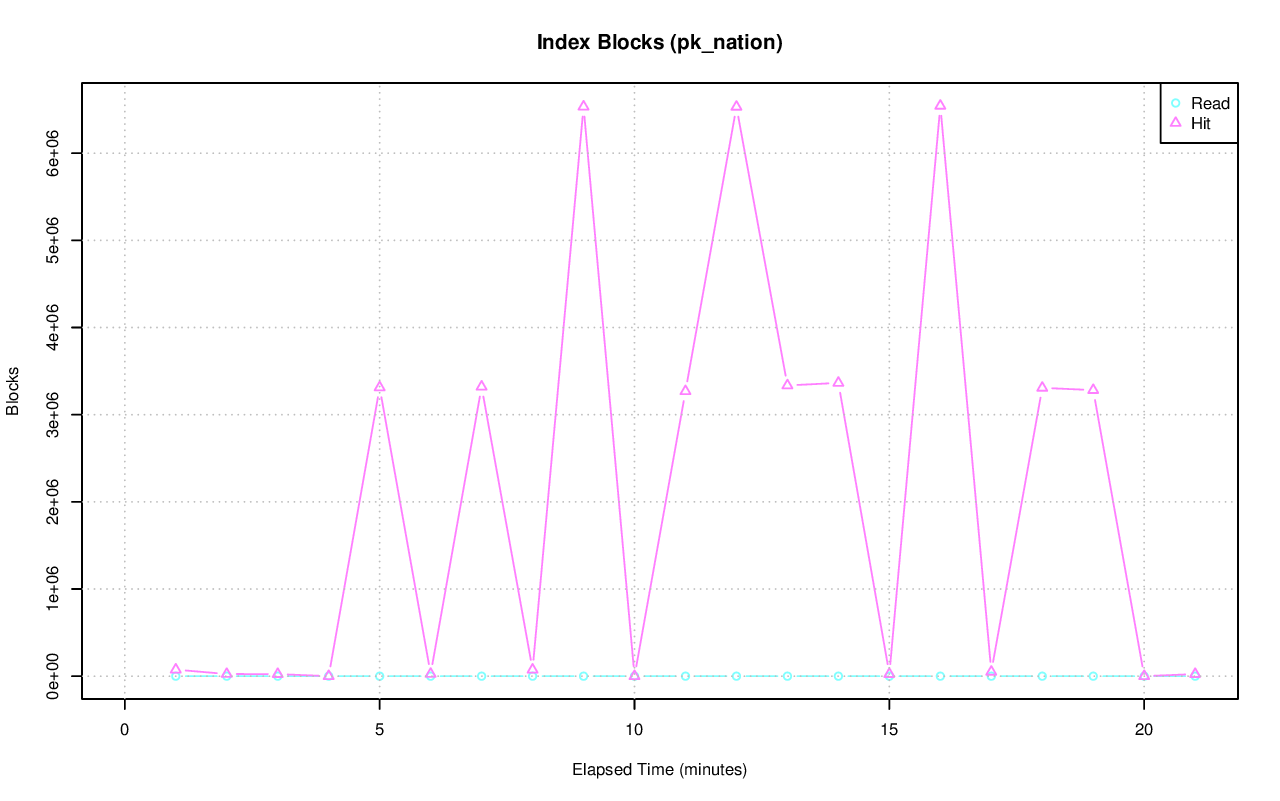 Index Blocks (pk_nation)
Read
Hit
Blocks
6e+06
5e+06
4e+06
3e+06
2e+06
1e+06
0e+00
0 5 10 15 20
Elapsed Time (minutes)